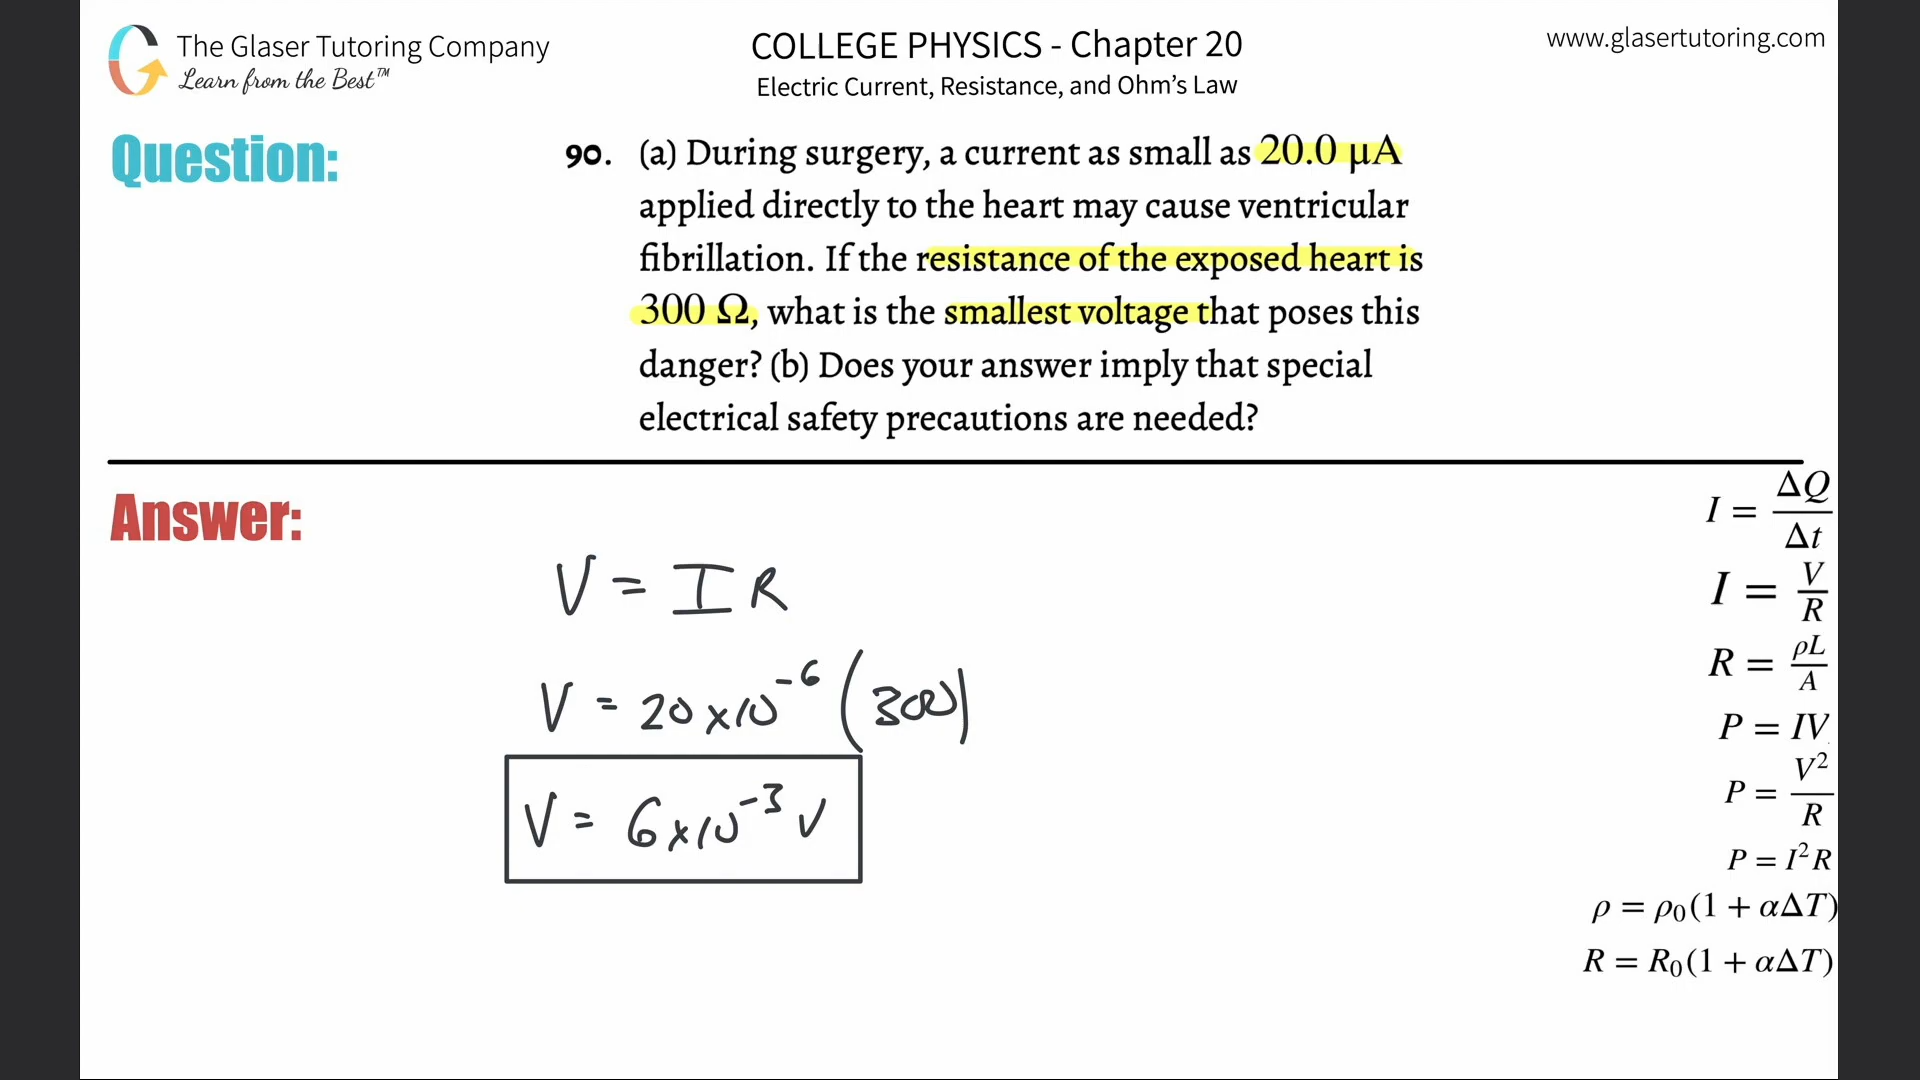 The Glaser Tutoring Company
Learn from the Best™
COLLEGE PHYSICS - Chapter 20
Electric Current, Resistance, and Ohm's Law
www.glasertutoring.com
Question:
90. (a) During surgery, a current as small as 20.0 μA
applied directly to the heart may cause ventricular
fibrillation. If the resistance of the exposed heart is
300 Ω, what is the smallest voltage that poses this
danger? (b) Does your answer imply that special
electrical safety precautions are needed?
Answer:
V = I R
V = 20 x 10⁻⁶ (300)
V = 6 x 10⁻³ V
I = ΔQ/Δt
I = V/R
R = ρL/A
P = IV
P = V²/R
P = I²R
ρ = ρ₀(1 + αΔT)
R = R₀(1 + αΔT)